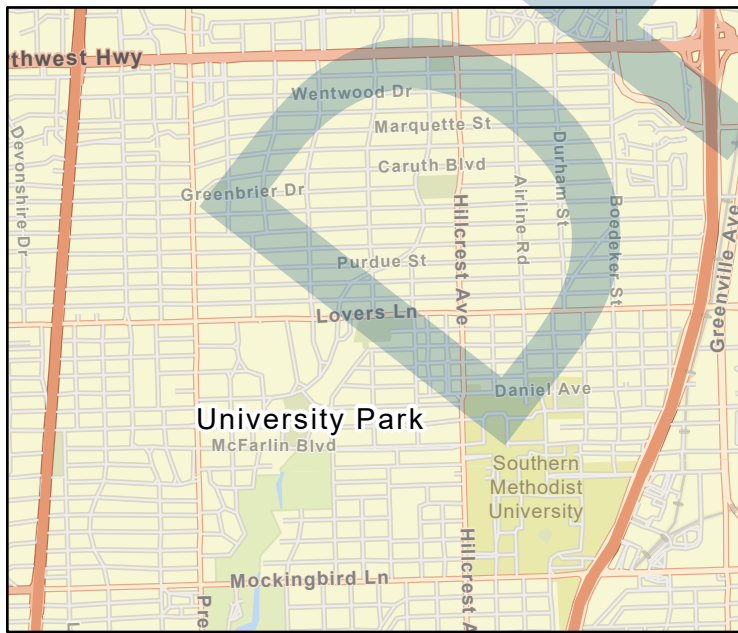 rthwest Hwy
Wentwood Dr
Marquette St
Devonshire Dr
Caruth Blvd
Durham St
Greenbrier Dr
Airline Rd
Hillcrest Ave
Boedeker St
Greenville Ave
Purdue St
Lovers Ln
Daniel Ave
University Park
McFarlin Blvd
Southern
Methodist
University
Mockingbird Ln
Hillcrest A
Pre
L